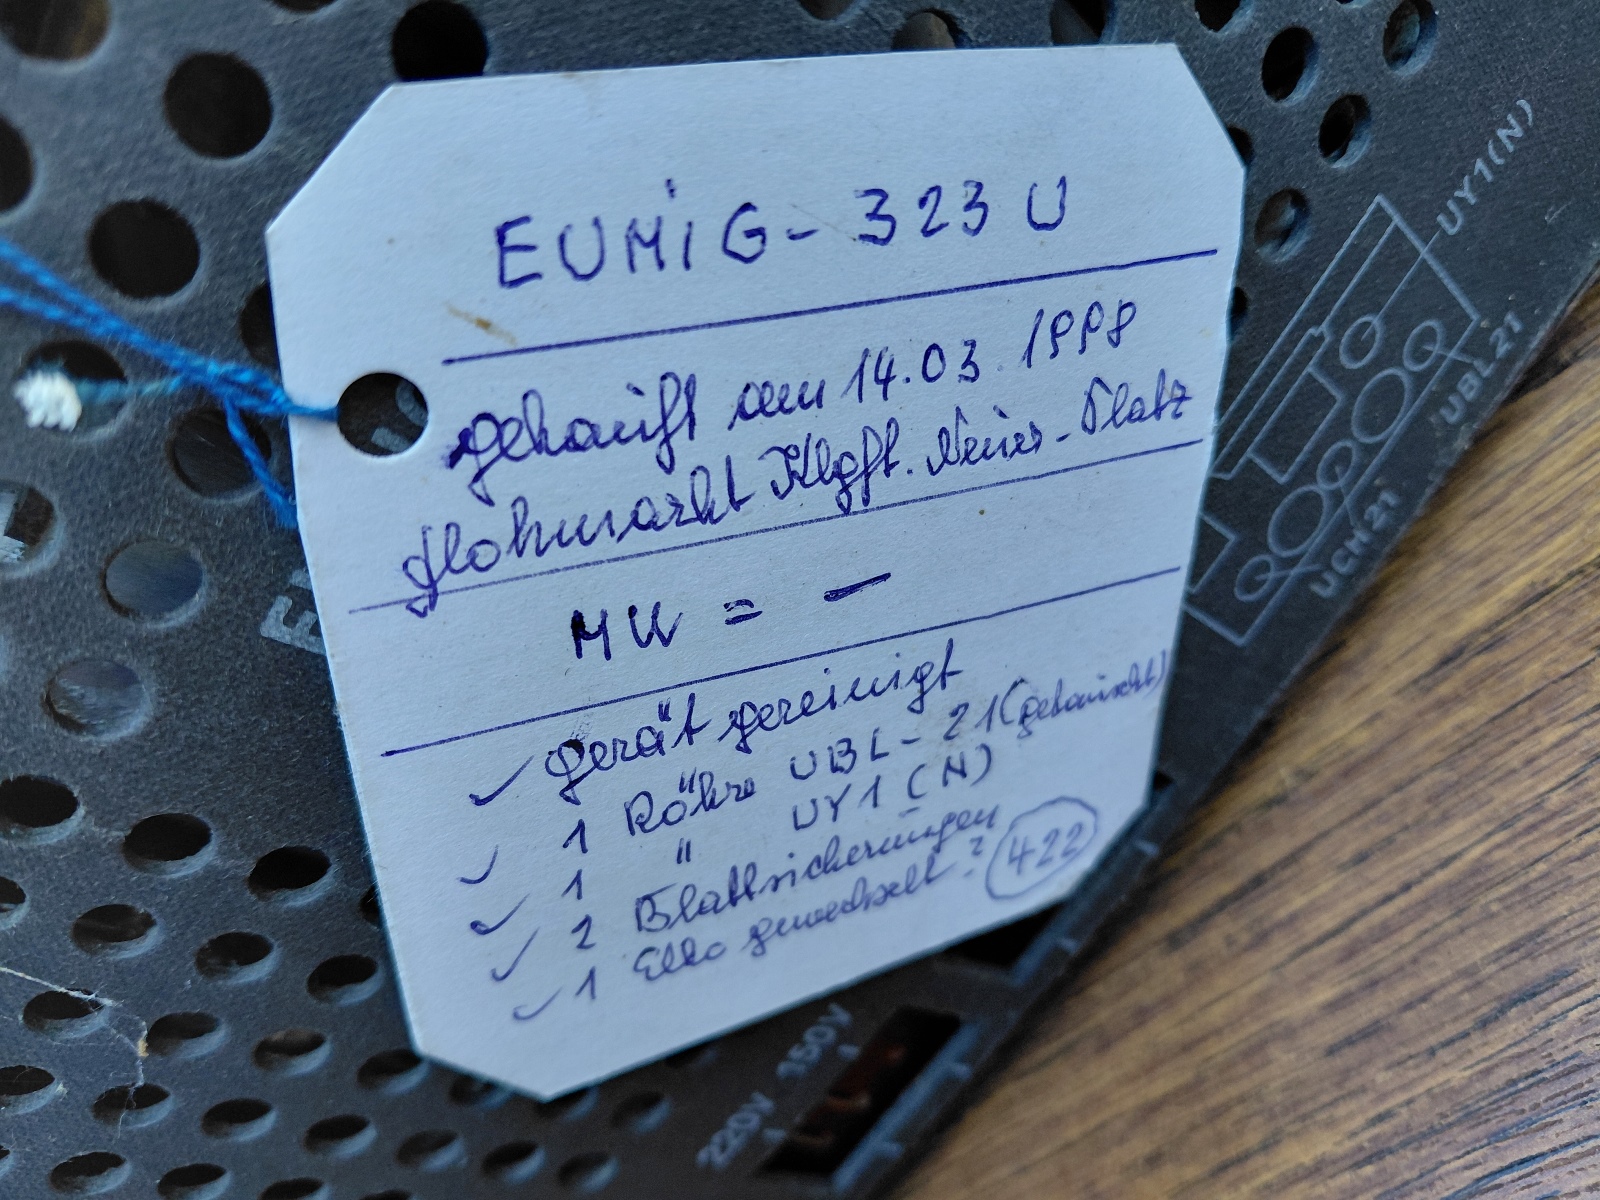 EUMiG - 323 U
gekauft am 14.03.1998
Flohmarkt Klgft. Neuer-Platz
MW = -
✓ gerät gereinigt
✓ 1 Röhre UBL-21 (getauscht)
✓ 1 " UY1 (N)
✓ 2 Blattsicherungen
✓ 1 Elko gewechselt ?
422
UY1(N)
UBL21
UCH21
220V 150V